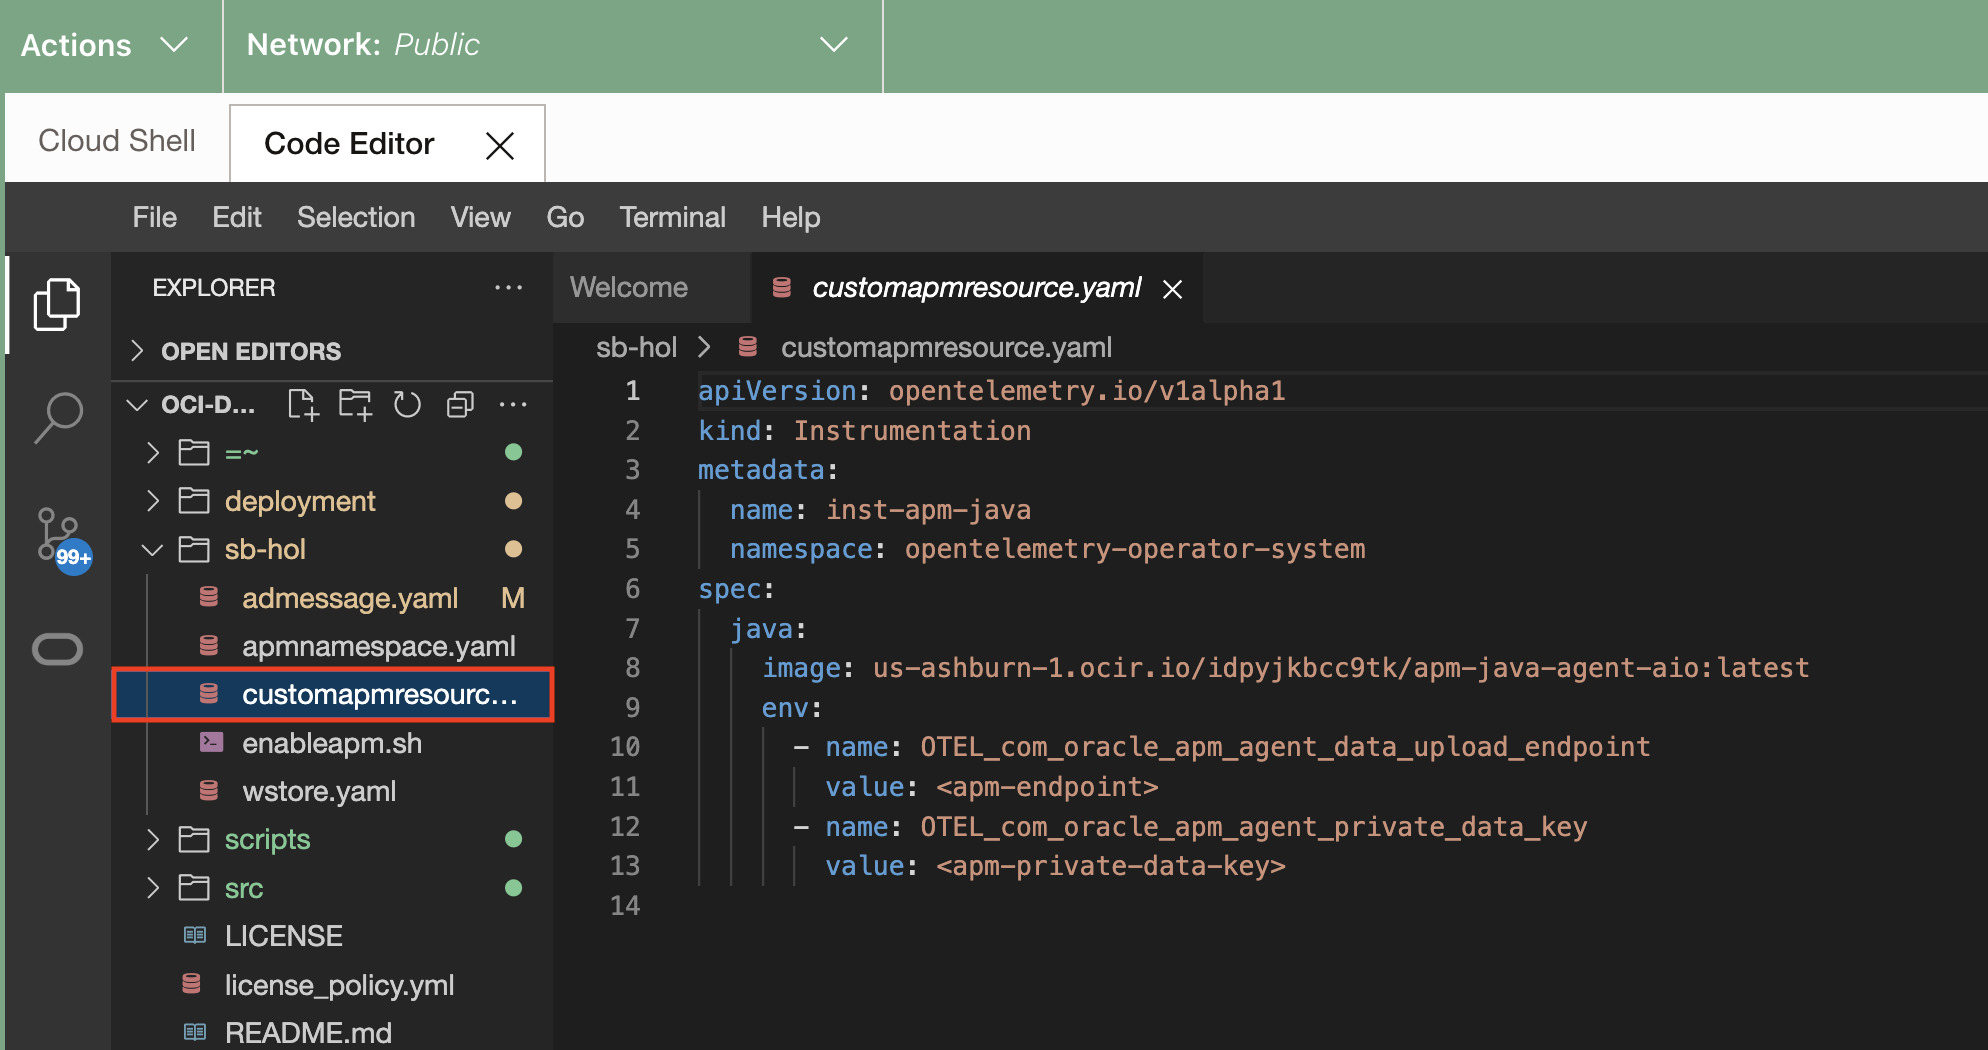 Actions
Network: Public
Cloud Shell
Code Editor
File Edit Selection View Go Terminal Help
EXPLORER
OPEN EDITORS
OCI-D...
=~
deployment
sb-hol
admessage.yaml M
apmnamespace.yaml
customapmresourc...
enableapm.sh
wstore.yaml
scripts
src
LICENSE
license_policy.yml
README.md
99+
Welcome
customapmresource.yaml
sb-hol > customapmresource.yaml
1 apiVersion: opentelemetry.io/v1alpha1
2 kind: Instrumentation
3 metadata:
4 name: inst-apm-java
5 namespace: opentelemetry-operator-system
6 spec:
7 java:
8 image: us-ashburn-1.ocir.io/idpyjkbcc9tk/apm-java-agent-aio:latest
9 env:
10 - name: OTEL_com_oracle_apm_agent_data_upload_endpoint
11 value: <apm-endpoint>
12 - name: OTEL_com_oracle_apm_agent_private_data_key
13 value: <apm-private-data-key>
14